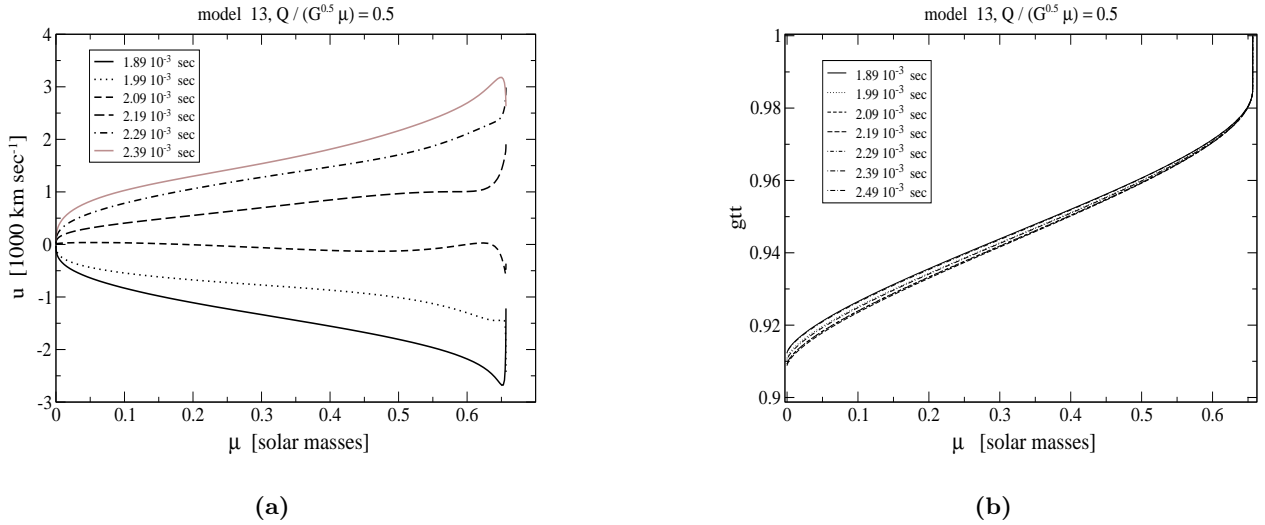 model 13, Q / (G^0.5 μ) = 0.5
u [1000 km sec^-1]
4
3
2
1
0
-1
-2
-3
1.89 10^-3 sec
1.99 10^-3 sec
2.09 10^-3 sec
2.19 10^-3 sec
2.29 10^-3 sec
2.39 10^-3 sec
0 0.1 0.2 0.3 0.4 0.5 0.6
μ [solar masses]
(a)
model 13, Q / (G^0.5 μ) = 0.5
gtt
1
0.98
0.96
0.94
0.92
0.9
1.89 10^-3 sec
1.99 10^-3 sec
2.09 10^-3 sec
2.19 10^-3 sec
2.29 10^-3 sec
2.39 10^-3 sec
2.49 10^-3 sec
0 0.1 0.2 0.3 0.4 0.5 0.6
μ [solar masses]
(b)